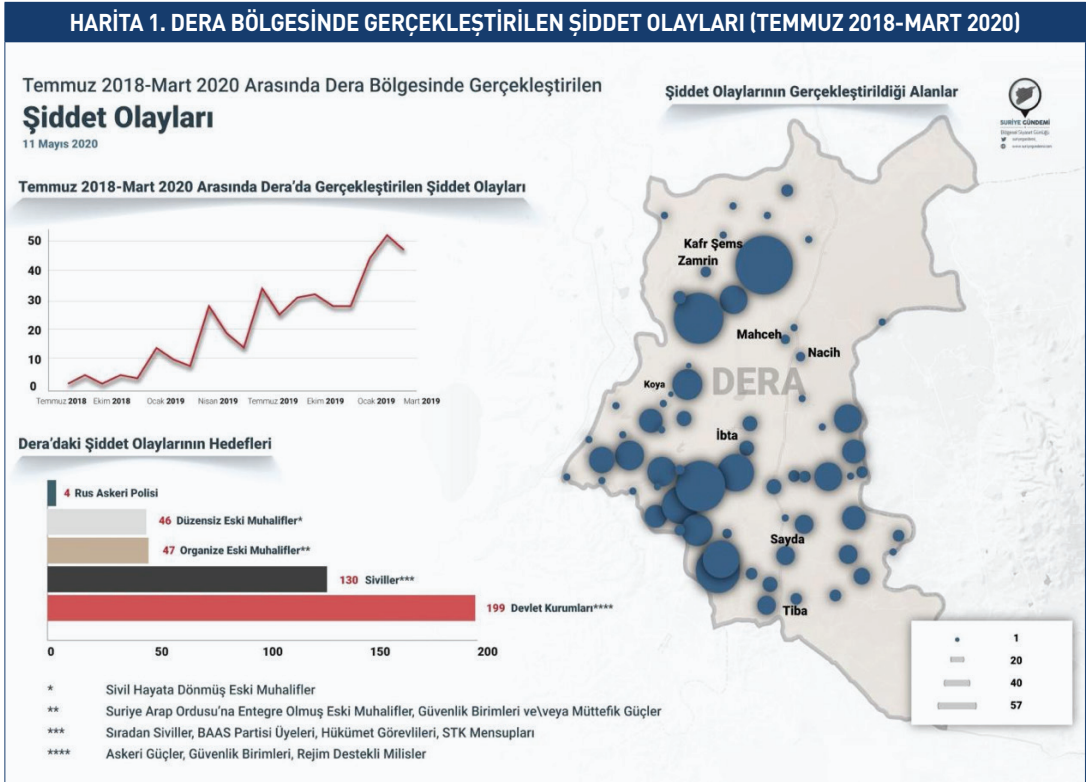 HARİTA 1. DERA BÖLGESİNDE GERÇEKLEŞTİRİLEN ŞİDDET OLAYLARI (TEMMUZ 2018-MART 2020)
Temmuz 2018-Mart 2020 Arasında Dera Bölgesinde Gerçekleştirilen
Şiddet Olayları
11 Mayıs 2020
Şiddet Olaylarının Gerçekleştirildiği Alanlar
SURİYE GÜNDEMİ
Temmuz 2018-Mart 2020 Arasında Dera'da Gerçekleştirilen Şiddet Olayları
50
40
30
20
10
0
Temmuz 2018 Ekim 2018 Ocak 2019 Nisan 2019 Temmuz 2019 Ekim 2019 Ocak 2019 Mart 2019
Dera'daki Şiddet Olaylarının Hedefleri
4 Rus Askeri Polisi
46 Düzensiz Eski Muhalifler*
47 Organize Eski Muhalifler**
130 Siviller***
199 Devlet Kurumları****
0 50 100 150 200
* Sivil Hayata Dönmüş Eski Muhalifler
** Suriye Arap Ordusu'na Entegre Olmuş Eski Muhalifler, Güvenlik Birimleri ve\veya Müttefik Güçler
*** Sıradan Siviller, BAAS Partisi Üyeleri, Hükümet Görevlileri, STK Mensupları
**** Askeri Güçler, Güvenlik Birimleri, Rejim Destekli Milisler
Kafr Şems
Zamrin
Mahceh
Nacih
Koya
DERA
İbta
Sayda
Tiba
1
20
40
57